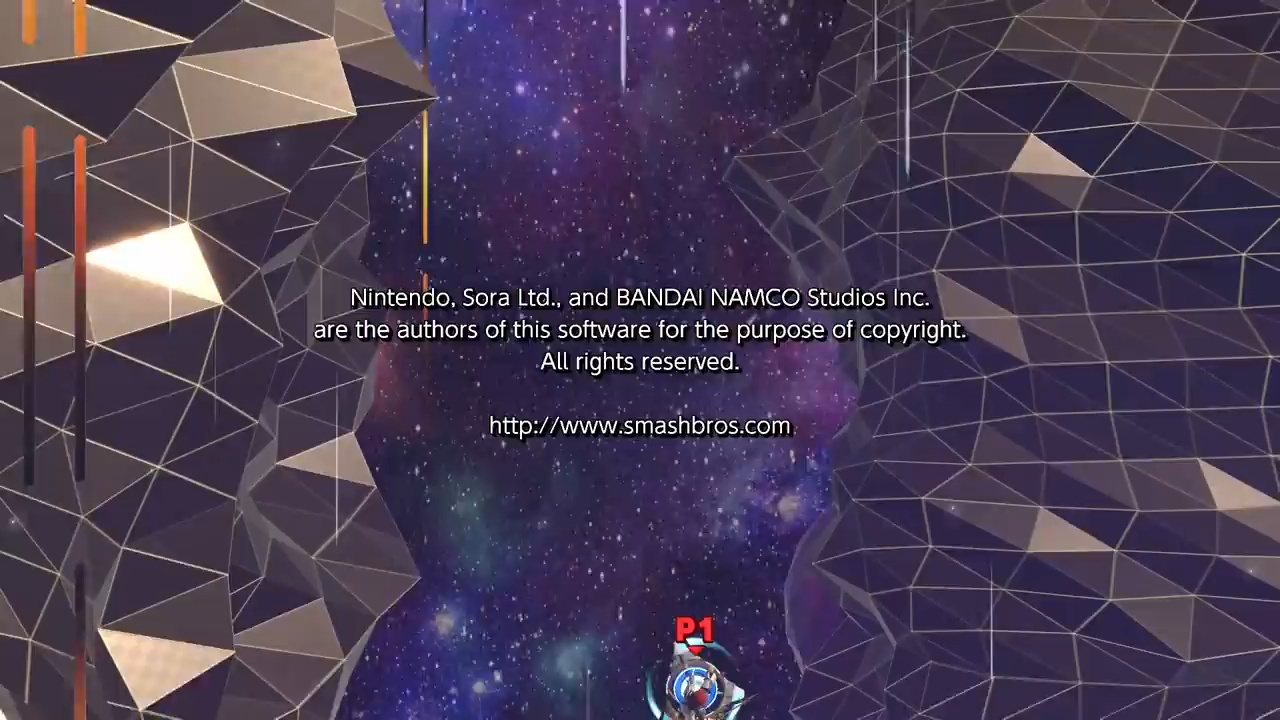 Nintendo, Sora Ltd., and BANDAI NAMCO Studios Inc.
are the authors of this software for the purpose of copyright.
All rights reserved.
http://www.smashbros.com
P1